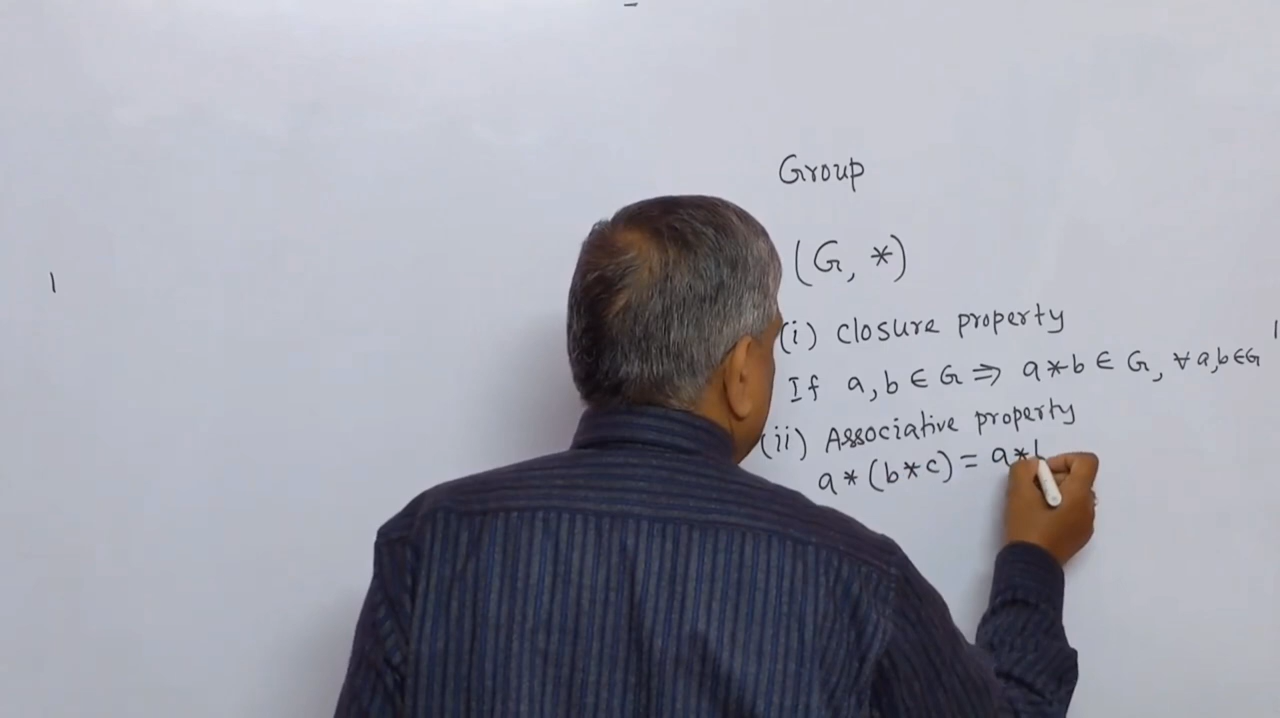 Group
(G, *)
(i) closure property
If a, b ∈ G ⇒ a * b ∈ G, ∀ a, b ∈ G
(ii) Associative property
a * (b * c) = a * b